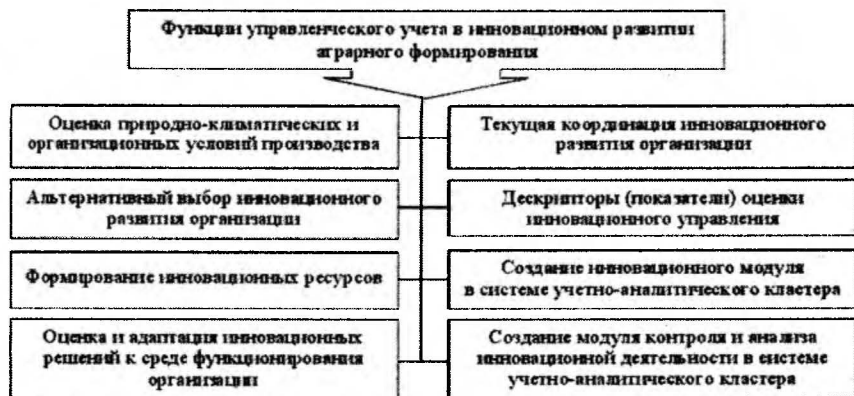 Функции управленческого учета в инновационном развитии
аграрного формирования
Оценка природно-климатических и
организационных условий производства
Текущая координация инновационного
развития организации
Альтернативный выбор инновационного
развития организации
Дескрипторы (показатели) оценки
инновационного управления
Формирование инновационных ресурсов
Создание инновационного модуля
в системе учетно-аналитического кластера
Оценка и адаптация инновационных
решений к среде функционирования
организации
Создание модуля контроля и анализа
инновационной деятельности в системе
учетно-аналитического кластера